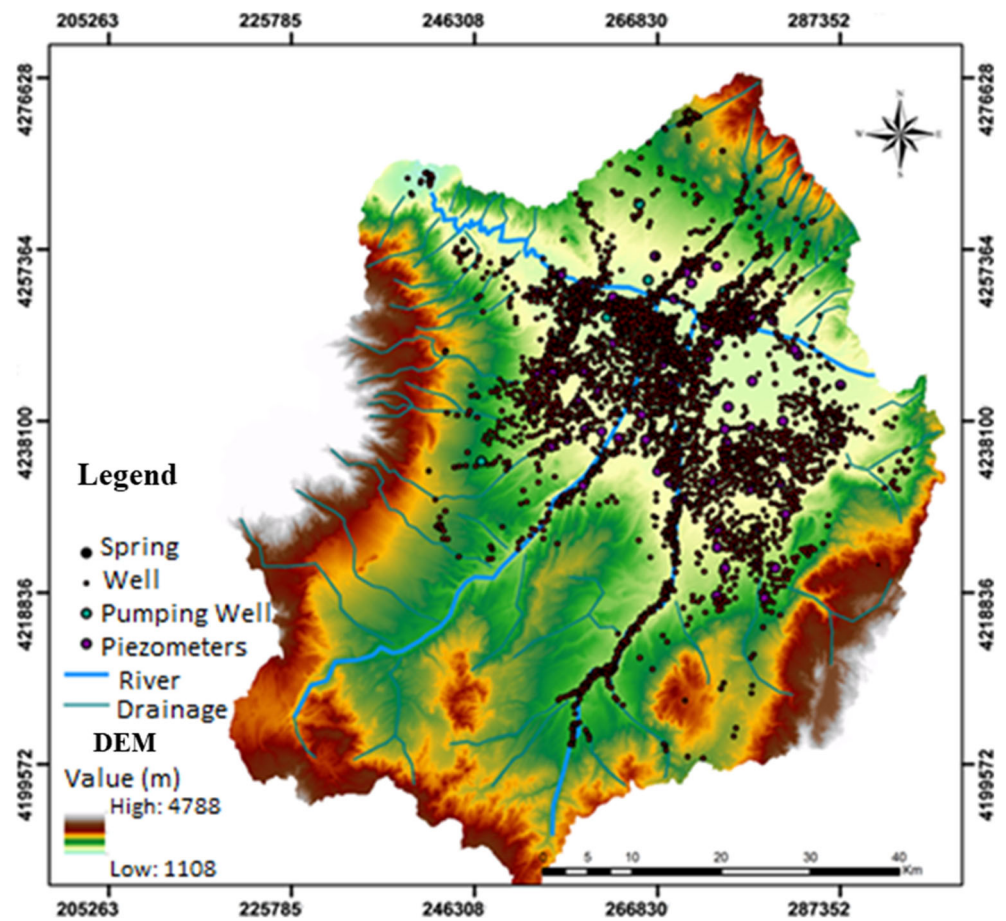 205263 225785 246308 266830 287352
4276628 4276628
N
W E
S
4257364 4257364
4238100 4238100
Legend
Spring
Well
Pumping Well
Piezometers
4218836 4218836
River
Drainage
DEM
Value (m)
4199572 4199572
High: 4788
Low: 1108
0 5 10 20 30 40
Km
205263 225785 246308 266830 287352